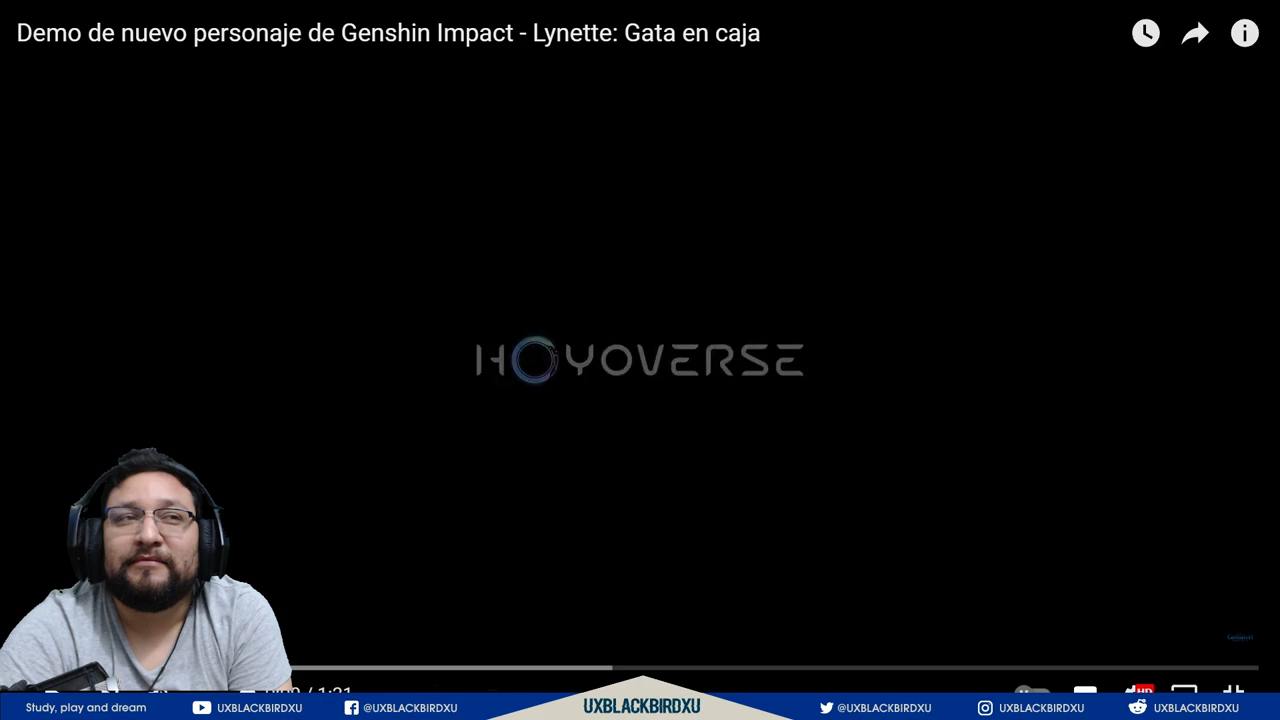 Demo de nuevo personaje de Genshin Impact - Lynette: Gata en caja
HOYOVERSE
HD
Study, play and dream
UXBLACKBIRDXU
@UXBLACKBIRDXU
UXBLACKBIRDXU
@UXBLACKBIRDXU
UXBLACKBIRDXU
UXBLACKBIRDXU